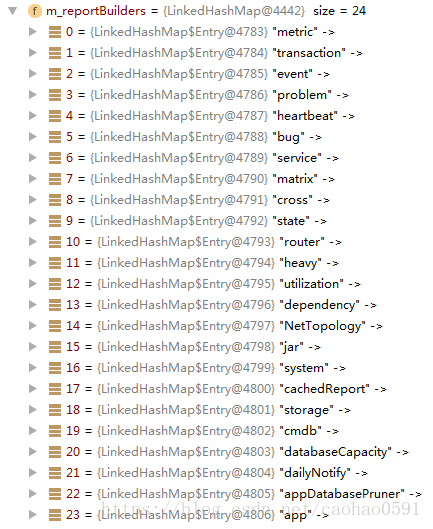 f m_reportBuilders = {LinkedHashMap@4442} size = 24
0 = {LinkedHashMap$Entry@4783} "metric" ->
1 = {LinkedHashMap$Entry@4784} "transaction" ->
2 = {LinkedHashMap$Entry@4785} "event" ->
3 = {LinkedHashMap$Entry@4786} "problem" ->
4 = {LinkedHashMap$Entry@4787} "heartbeat" ->
5 = {LinkedHashMap$Entry@4788} "bug" ->
6 = {LinkedHashMap$Entry@4789} "service" ->
7 = {LinkedHashMap$Entry@4790} "matrix" ->
8 = {LinkedHashMap$Entry@4791} "cross" ->
9 = {LinkedHashMap$Entry@4792} "state" ->
10 = {LinkedHashMap$Entry@4793} "router" ->
11 = {LinkedHashMap$Entry@4794} "heavy" ->
12 = {LinkedHashMap$Entry@4795} "utilization" ->
13 = {LinkedHashMap$Entry@4796} "dependency" ->
14 = {LinkedHashMap$Entry@4797} "NetTopology" ->
15 = {LinkedHashMap$Entry@4798} "jar" ->
16 = {LinkedHashMap$Entry@4799} "system" ->
17 = {LinkedHashMap$Entry@4800} "cachedReport" ->
18 = {LinkedHashMap$Entry@4801} "storage" ->
19 = {LinkedHashMap$Entry@4802} "cmdb" ->
20 = {LinkedHashMap$Entry@4803} "databaseCapacity" ->
21 = {LinkedHashMap$Entry@4804} "dailyNotify" ->
22 = {LinkedHashMap$Entry@4805} "appDatabasePruner" ->
23 = {LinkedHashMap$Entry@4806} "app" ->
https://blog.csdn.net/caohao0591